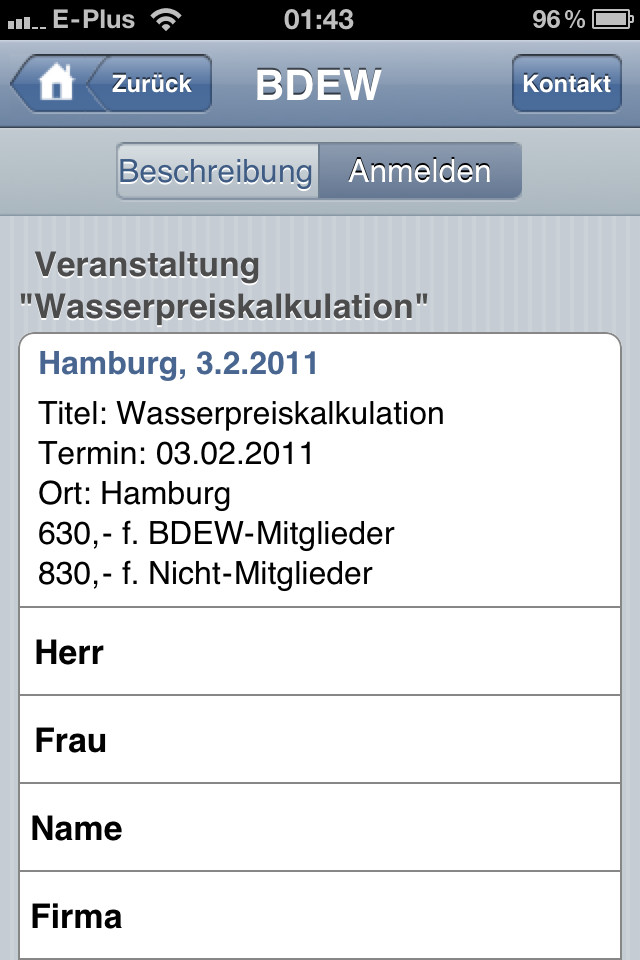 E-Plus 01:43 96 %
Zurück BDEW Kontakt
Beschreibung Anmelden
Veranstaltung
"Wasserpreiskalkulation"
Hamburg, 3.2.2011
Titel: Wasserpreiskalkulation
Termin: 03.02.2011
Ort: Hamburg
630,- f. BDEW-Mitglieder
830,- f. Nicht-Mitglieder
Herr
Frau
Name
Firma